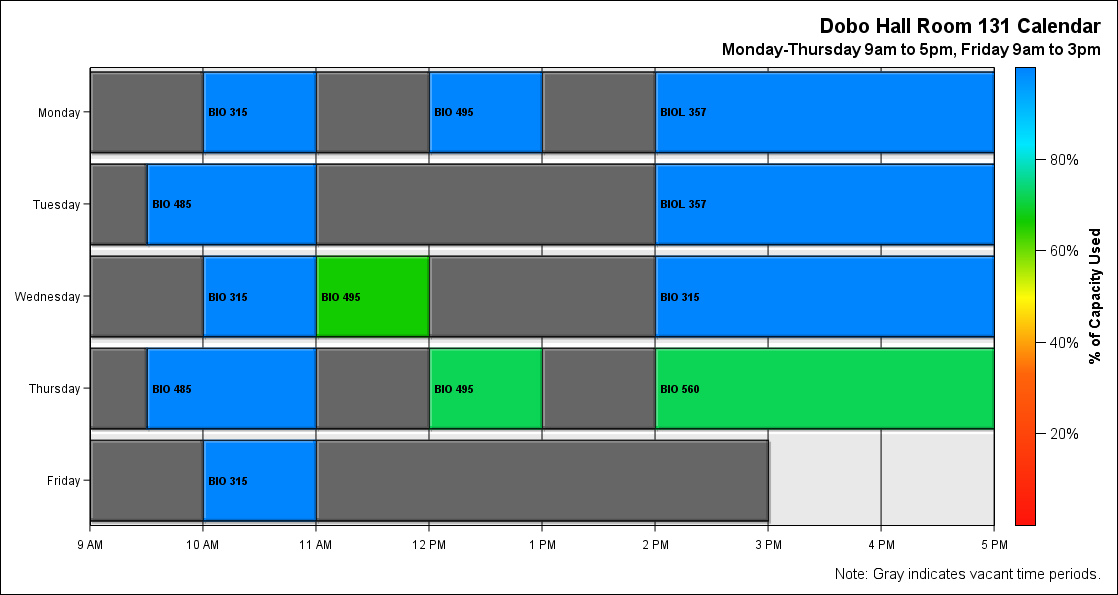 Dobo Hall Room 131 Calendar
Monday-Thursday 9am to 5pm, Friday 9am to 3pm
Monday
BIO 315
BIO 495
BIOL 357
Tuesday
BIO 485
BIOL 357
Wednesday
BIO 315
BIO 495
BIO 315
Thursday
BIO 485
BIO 495
BIO 560
Friday
BIO 315
9 AM
10 AM
11 AM
12 PM
1 PM
2 PM
3 PM
4 PM
5 PM
80%
60%
40%
20%
% of Capacity Used
Note: Gray indicates vacant time periods.